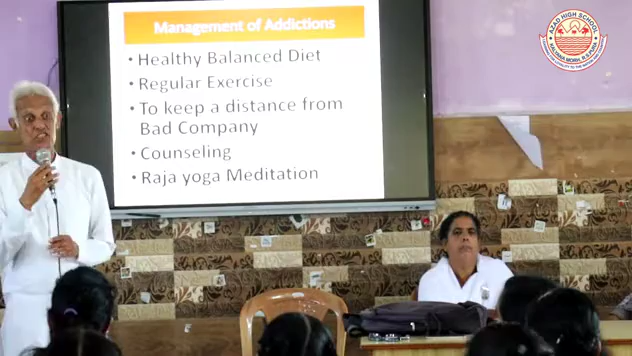 Management of Addictions
• Healthy Balanced Diet
• Regular Exercise
• To keep a distance from
Bad Company
• Counseling
• Raja yoga Meditation
AZAD HIGH SCHOOL